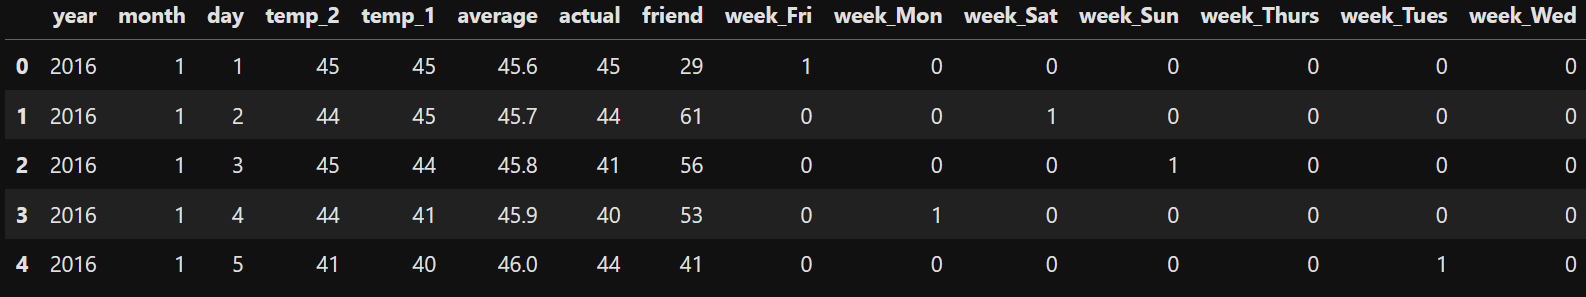 year month day temp_2 temp_1 average actual friend week_Fri week_Mon week_Sat week_Sun week_Thurs week_Tues week_Wed
0 2016 1 1 45 45 45.6 45 29 1 0 0 0 0 0 0
1 2016 1 2 44 45 45.7 44 61 0 0 1 0 0 0 0
2 2016 1 3 45 44 45.8 41 56 0 0 0 1 0 0 0
3 2016 1 4 44 41 45.9 40 53 0 1 0 0 0 0 0
4 2016 1 5 41 40 46.0 44 41 0 0 0 0 0 1 0